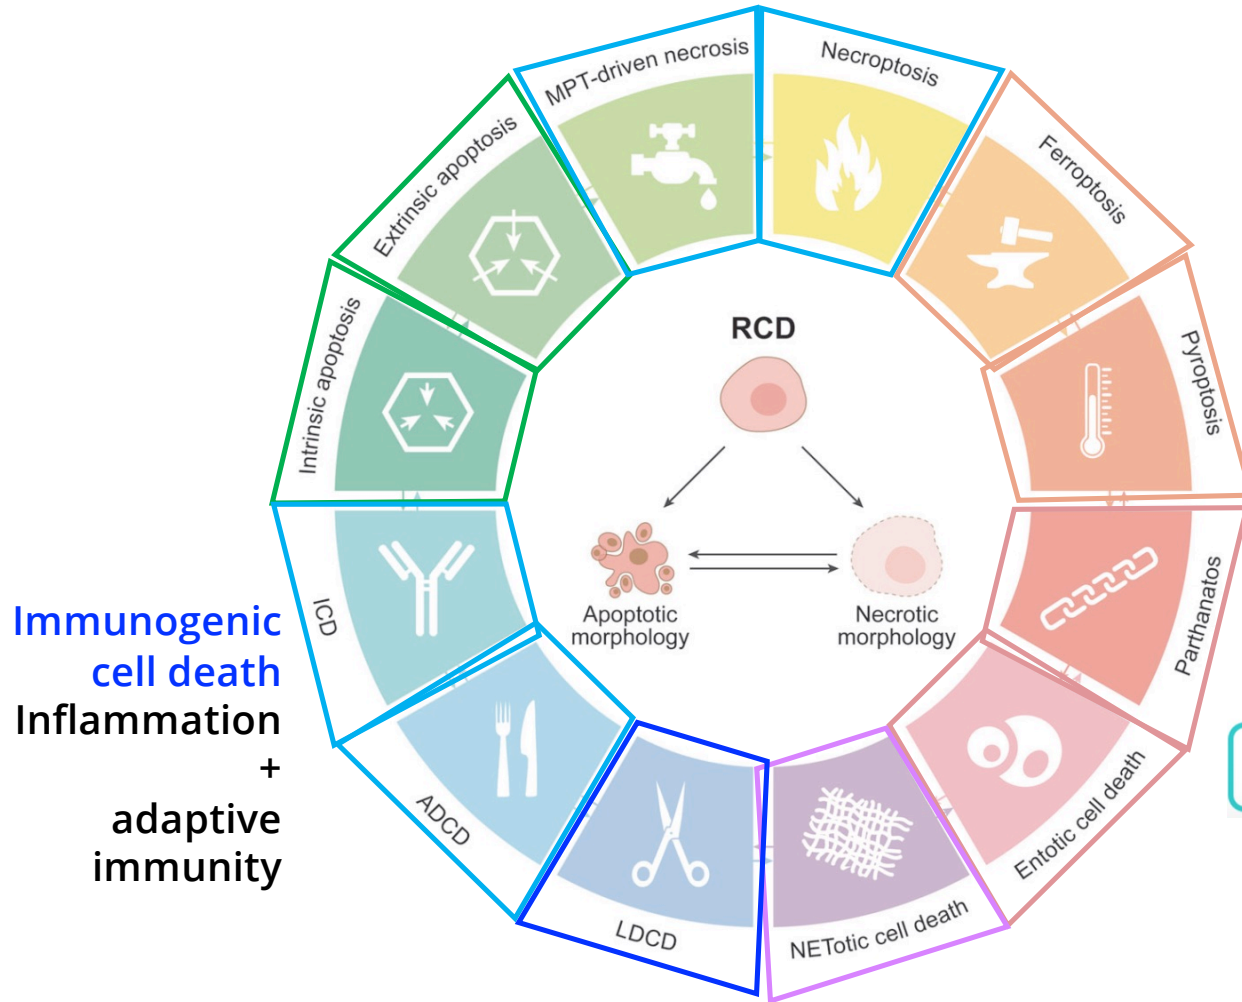 MPT-driven necrosis
Necroptosis
Ferroptosis
Pyroptosis
Parthanatos
Entotic cell death
NETotic cell death
LDCD
ADCD
ICD
Intrinsic apoptosis
Extrinsic apoptosis
RCD
Apoptotic
morphology
Necrotic
morphology
Immunogenic
cell death
Inflammation
+
adaptive
immunity